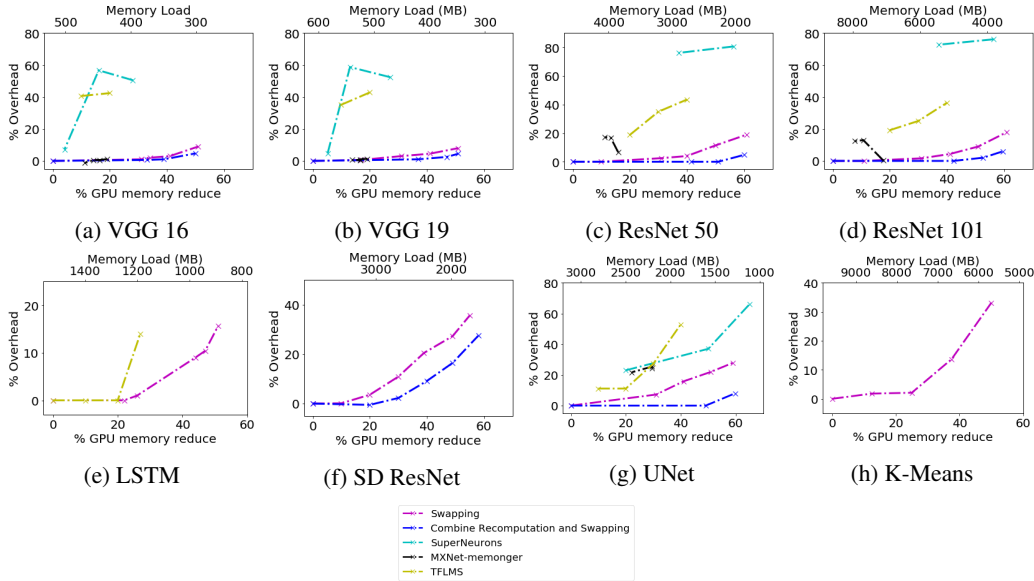 Memory Load
500 400 300
% Overhead
80
60
40
20
0
0 20 40 60
% GPU memory reduce
(a) VGG 16
Memory Load (MB)
600 500 400 300
% Overhead
80
60
40
20
0
0 20 40 60
% GPU memory reduce
(b) VGG 19
Memory Load (MB)
4000 3000 2000
% Overhead
80
60
40
20
0
0 20 40 60
% GPU memory reduce
(c) ResNet 50
Memory Load (MB)
8000 6000 4000
% Overhead
80
60
40
20
0
0 20 40 60
% GPU memory reduce
(d) ResNet 101
Memory Load (MB)
1400 1200 1000 800
% Overhead
20
10
0
0 20 40 60
% GPU memory reduce
(e) LSTM
Memory Load (MB)
3000 2000
% Overhead
40
20
0
0 20 40 60
% GPU memory reduce
(f) SD ResNet
Memory Load (MB)
3000 2500 2000 1500 1000
% Overhead
80
60
40
20
0
0 20 40 60
% GPU memory reduce
(g) UNet
Memory Load (MB)
9000 8000 7000 6000 5000
% Overhead
40
30
20
10
0
0 20 40 60
% GPU memory reduce
(h) K-Means
Swapping
Combine Recomputation and Swapping
SuperNeurons
MXNet-memonger
TFLMS